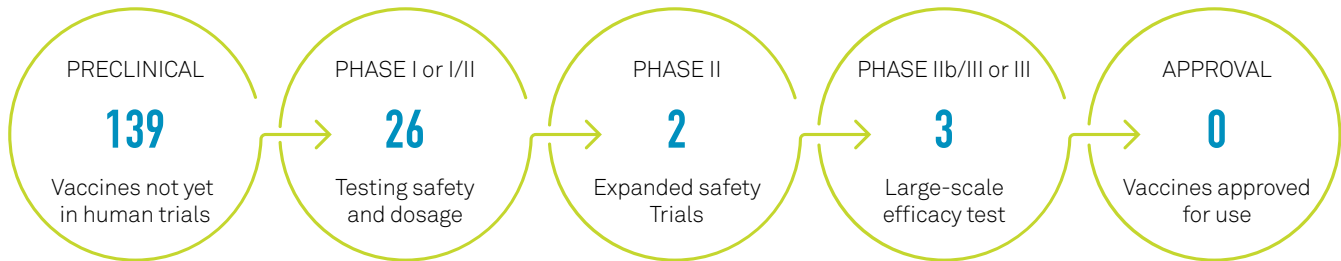 PRECLINICAL
139
Vaccines not yet
in human trials
PHASE I or I/II
26
Testing safety
and dosage
PHASE II
2
Expanded safety
Trials
PHASE IIb/III or III
3
Large-scale
efficacy test
APPROVAL
0
Vaccines approved
for use